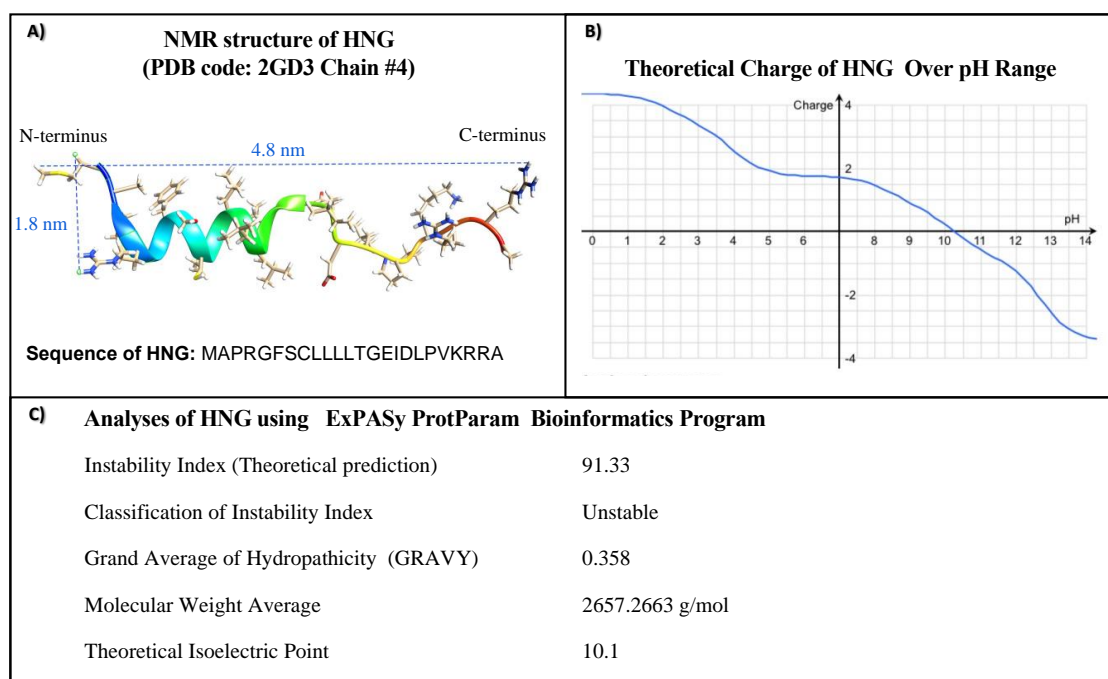 A)
NMR structure of HNG
(PDB code: 2GD3 Chain #4)
N-terminus
C-terminus
4.8 nm
1.8 nm
Sequence of HNG: MAPRGFSCLLLLTGEIDLPVKRRA
B)
Theoretical Charge of HNG Over pH Range
Charge
4
2
pH
0 1 2 3 4 5 6 8 9 10 11 12 13 14
-2
-4
C) Analyses of HNG using ExPASy ProtParam Bioinformatics Program
Instability Index (Theoretical prediction) 91.33
Classification of Instability Index Unstable
Grand Average of Hydropathicity (GRAVY) 0.358
Molecular Weight Average 2657.2663 g/mol
Theoretical Isoelectric Point 10.1